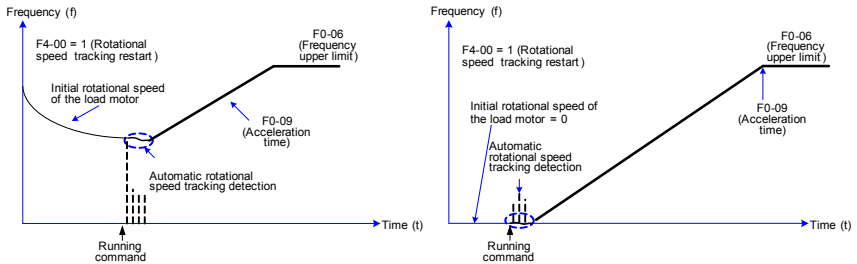 Frequency (f)
F4-00 = 1 (Rotational
speed tracking restart)
F0-06
(Frequency
upper limit)
Initial rotational speed
of the load motor
F0-09
(Acceleration
time)
Automatic rotational
speed tracking detection
Time (t)
Running
command
Frequency (f)
F4-00 = 1 (Rotational
speed tracking restart)
F0-06
(Frequency
upper limit)
Initial rotational speed of
the load motor = 0
F0-09
(Acceleration
time)
Automatic
rotational speed
tracking detection
Time (t)
Running
command